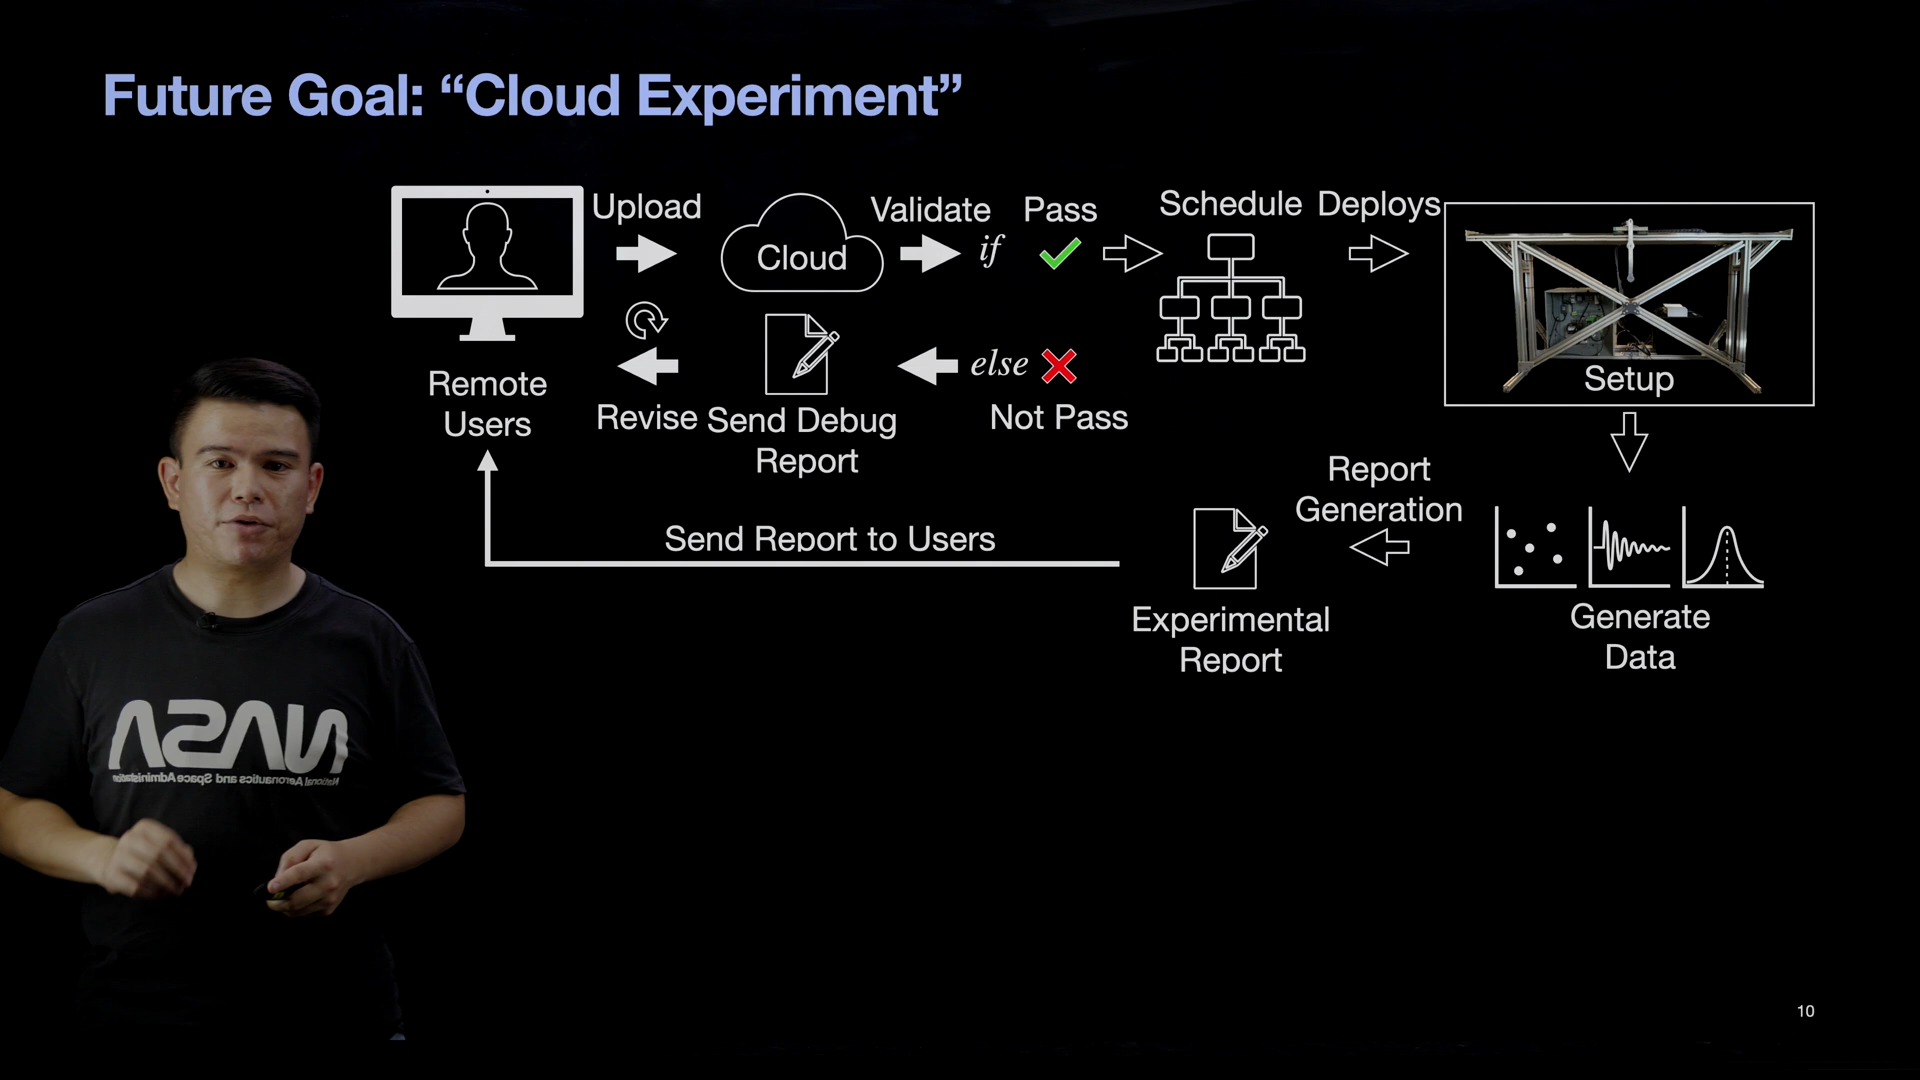 Future Goal: “Cloud Experiment”
Upload
Cloud
Validate
if
Pass
Schedule
Deploys
Remote
Users
Revise
Send Debug
Report
else
Not Pass
Setup
Report
Generation
Send Report to Users
Experimental
Report
Generate
Data
NASA
National Aeronautics and Space Administration
10